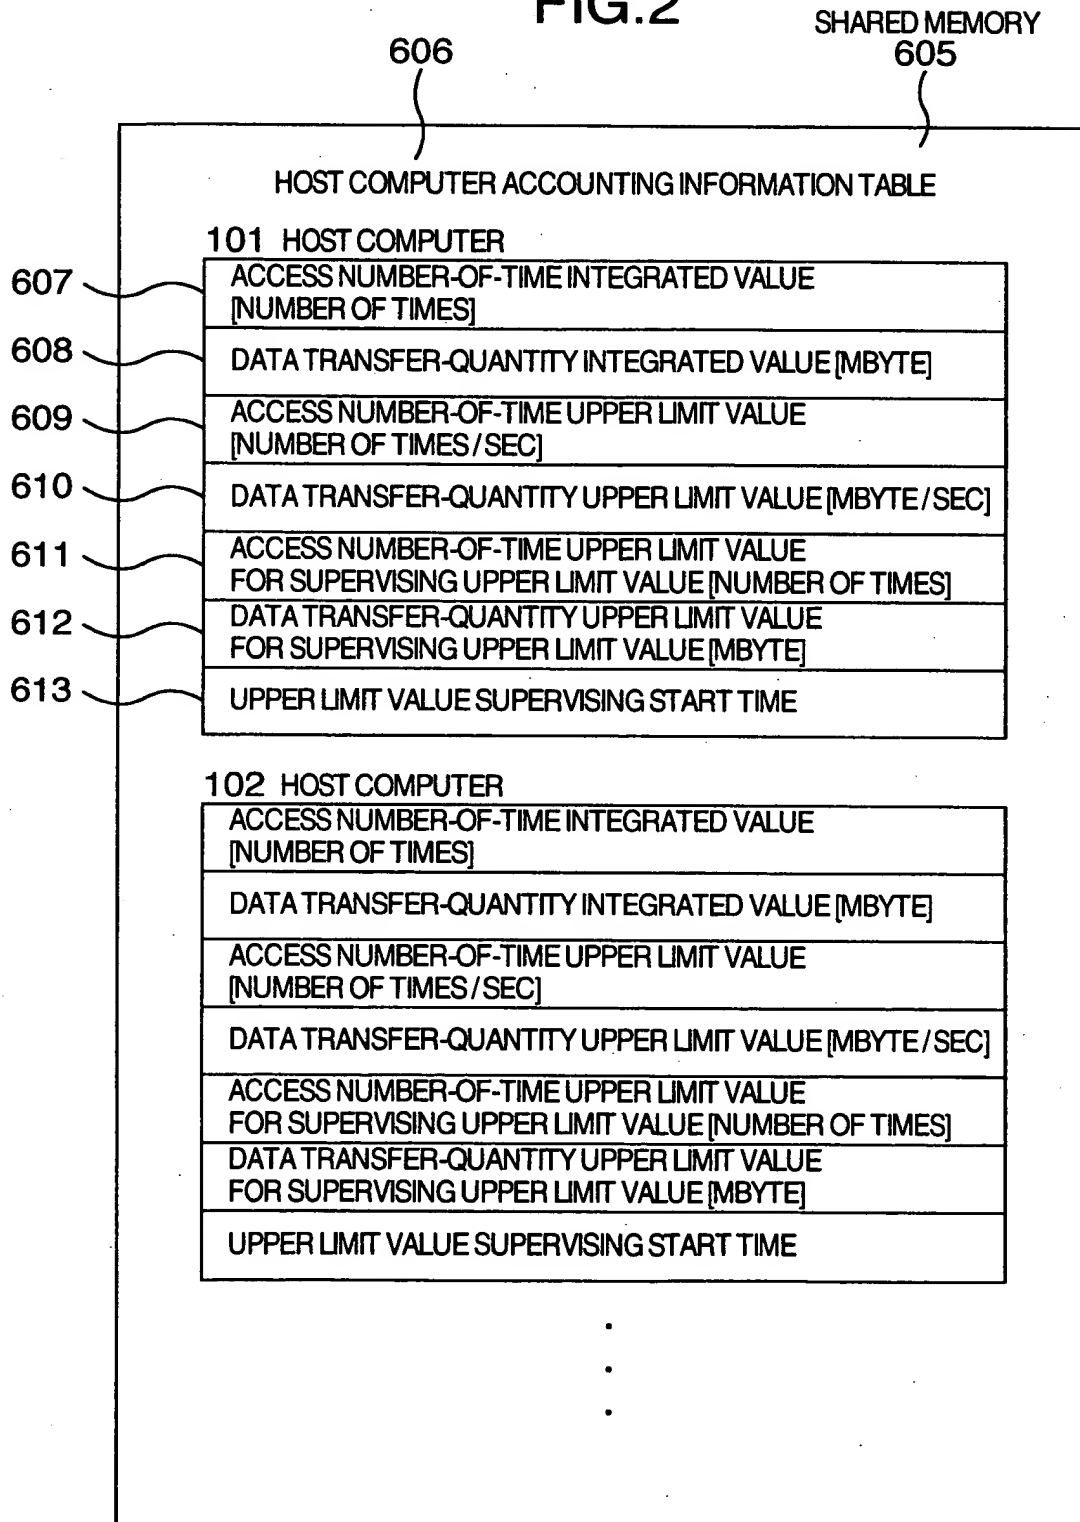 FIG.2
SHARED MEMORY
606
605
HOST COMPUTER ACCOUNTING INFORMATION TABLE
101 HOST COMPUTER
607
ACCESS NUMBER-OF-TIME INTEGRATED VALUE
[NUMBER OF TIMES]
608
DATA TRANSFER-QUANTITY INTEGRATED VALUE [MBYTE]
609
ACCESS NUMBER-OF-TIME UPPER LIMIT VALUE
[NUMBER OF TIMES/SEC]
610
DATA TRANSFER-QUANTITY UPPER LIMIT VALUE [MBYTE/SEC]
611
ACCESS NUMBER-OF-TIME UPPER LIMIT VALUE
FOR SUPERVISING UPPER LIMIT VALUE [NUMBER OF TIMES]
612
DATA TRANSFER-QUANTITY UPPER LIMIT VALUE
FOR SUPERVISING UPPER LIMIT VALUE [MBYTE]
613
UPPER LIMIT VALUE SUPERVISING START TIME
102 HOST COMPUTER
ACCESS NUMBER-OF-TIME INTEGRATED VALUE
[NUMBER OF TIMES]
DATA TRANSFER-QUANTITY INTEGRATED VALUE [MBYTE]
ACCESS NUMBER-OF-TIME UPPER LIMIT VALUE
[NUMBER OF TIMES/SEC]
DATA TRANSFER-QUANTITY UPPER LIMIT VALUE [MBYTE/SEC]
ACCESS NUMBER-OF-TIME UPPER LIMIT VALUE
FOR SUPERVISING UPPER LIMIT VALUE [NUMBER OF TIMES]
DATA TRANSFER-QUANTITY UPPER LIMIT VALUE
FOR SUPERVISING UPPER LIMIT VALUE [MBYTE]
UPPER LIMIT VALUE SUPERVISING START TIME